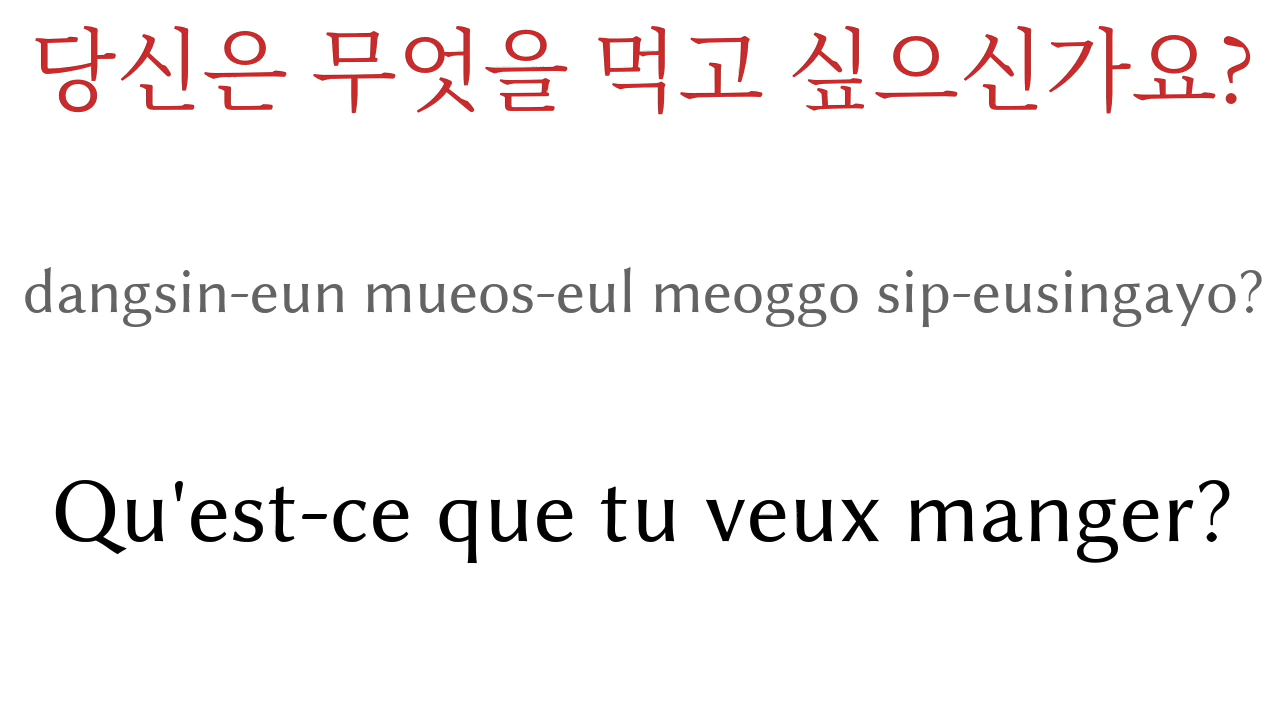 당신은 무엇을 먹고 싶으신가요?
dangsin-eun mueos-eul meoggo sip-eusingayo?
Qu'est-ce que tu veux manger?